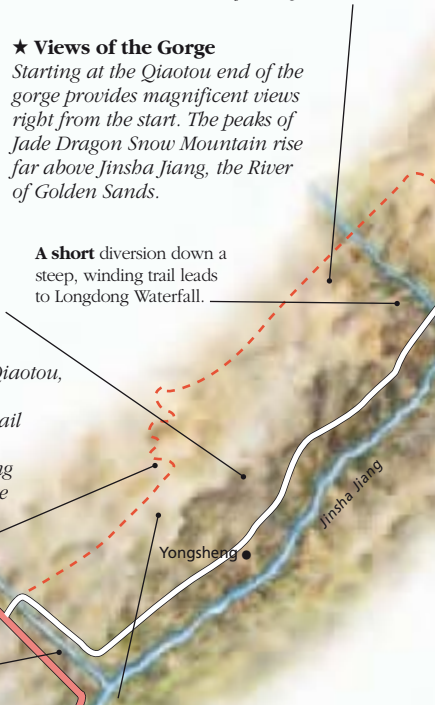 ★ Views of the Gorge
Starting at the Qiaotou end of the
gorge provides magnificent views
right from the start. The peaks of
Jade Dragon Snow Mountain rise
far above Jinsha Jiang, the River
of Golden Sands.
A short diversion down a
steep, winding trail leads
to Longdong Waterfall.
Qiaotou,
Jinsha Jiang
Yongsheng